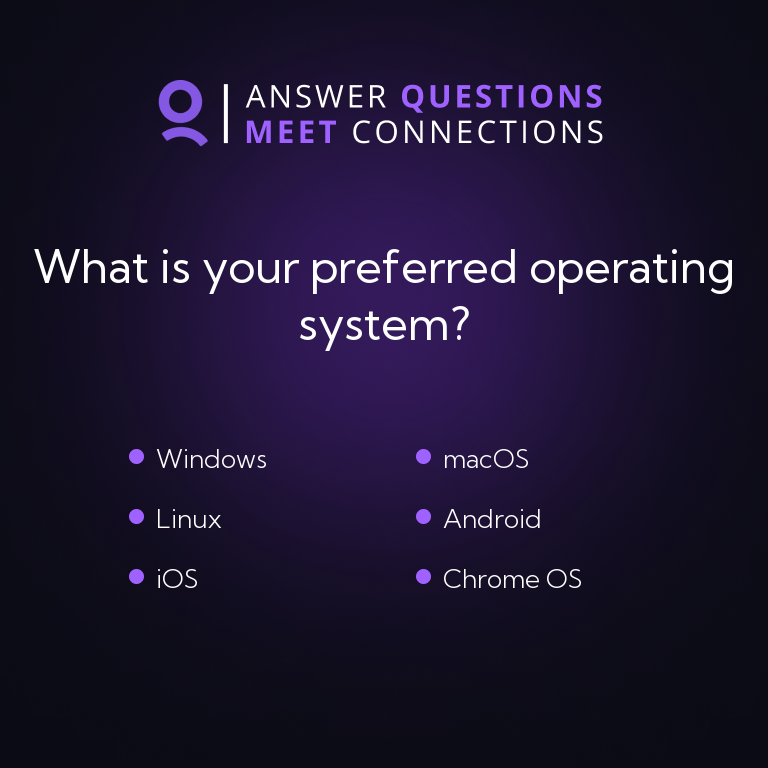 ANSWER QUESTIONS
MEET CONNECTIONS
What is your preferred operating
system?
Windows
macOS
Linux
Android
iOS
Chrome OS